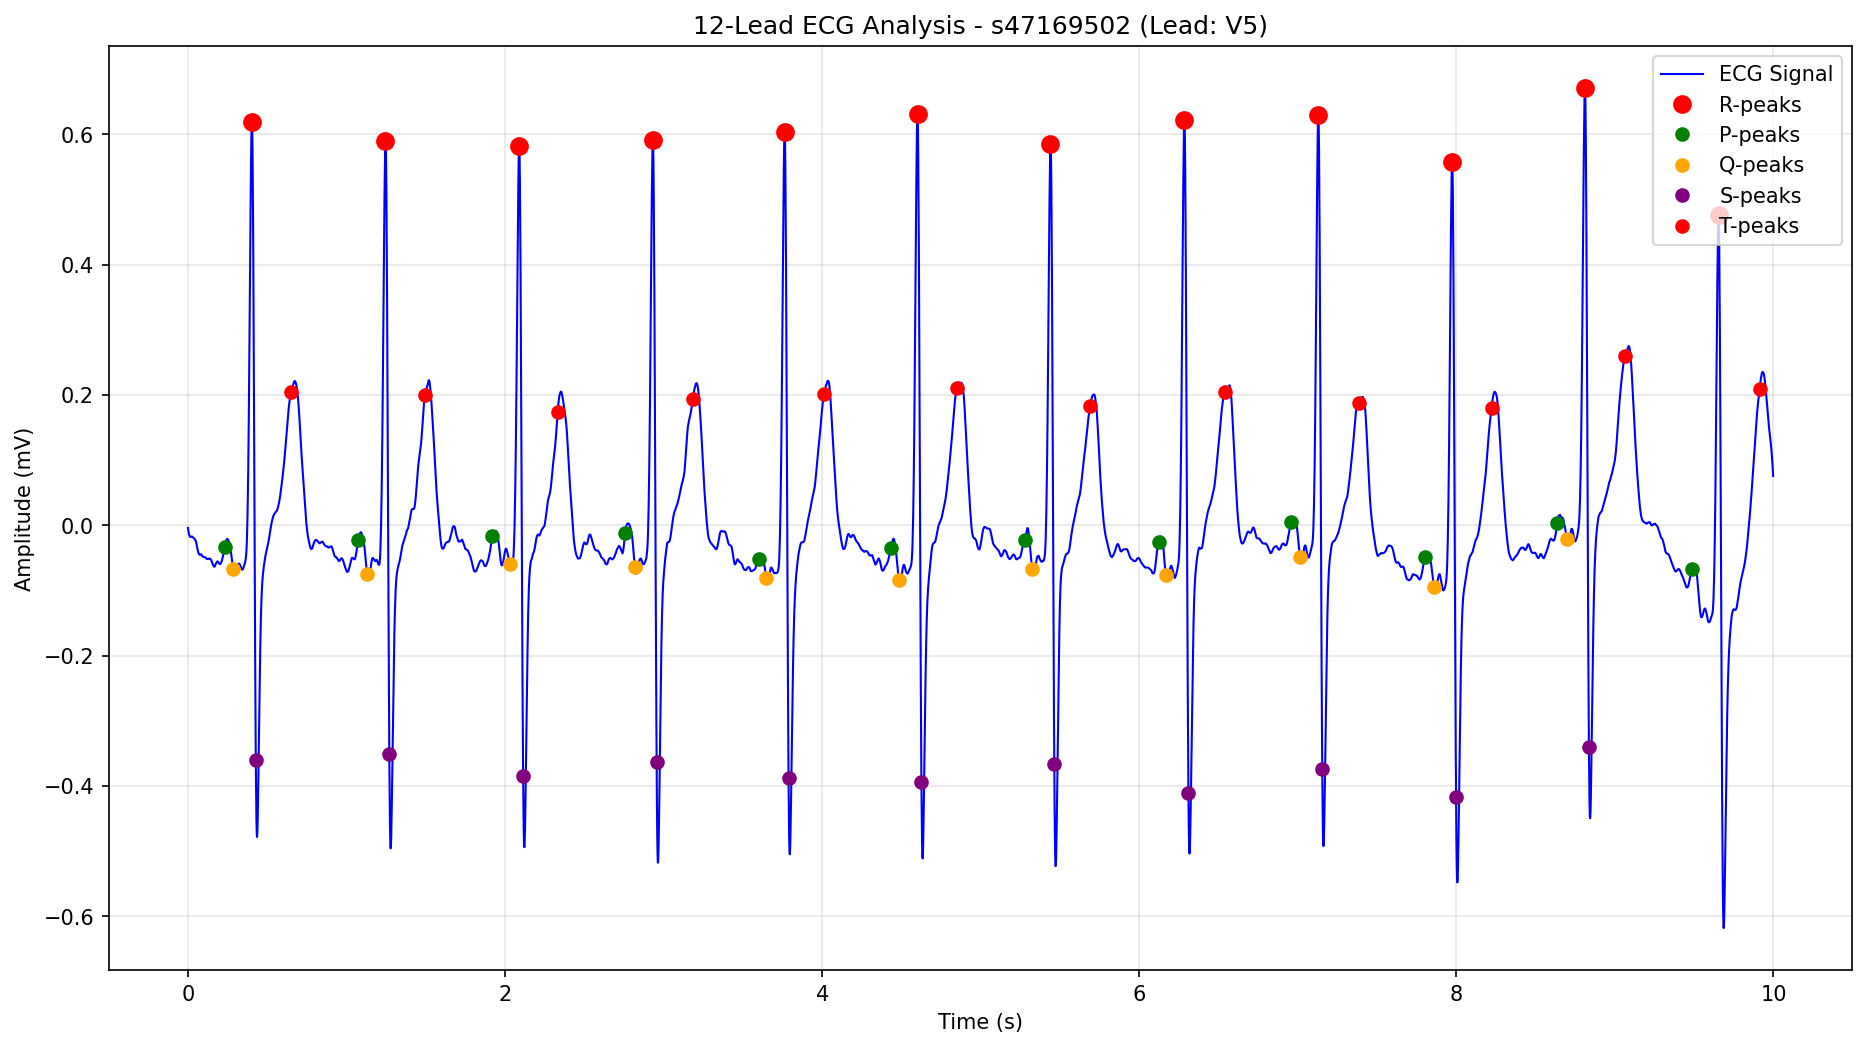 12-Lead ECG Analysis - s47169502 (Lead: V5)
ECG Signal
R-peaks
P-peaks
Q-peaks
S-peaks
T-peaks
Amplitude (mV)
0.6
0.4
0.2
0.0
−0.2
−0.4
−0.6
0 2 4 6 8 10
Time (s)